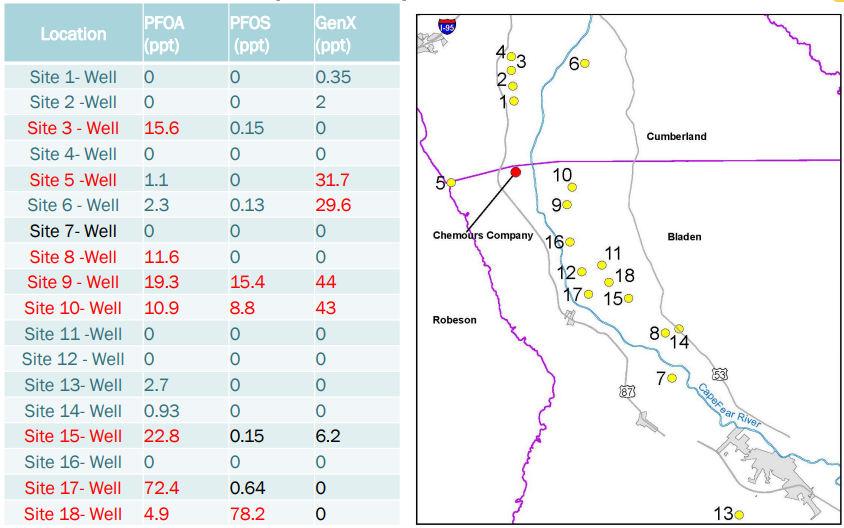 Location PFOA (ppt) PFOS (ppt) GenX (ppt)
Site 1- Well 0 0 0.35
Site 2 -Well 0 0 2
Site 3 - Well 15.6 0.15 0
Site 4- Well 0 0 0
Site 5 -Well 1.1 0 31.7
Site 6 - Well 2.3 0.13 29.6
Site 7- Well 0 0 0
Site 8 -Well 11.6 0 0
Site 9 - Well 19.3 15.4 44
Site 10- Well 10.9 8.8 43
Site 11 -Well 0 0 0
Site 12 - Well 0 0 0
Site 13- Well 2.7 0 0
Site 14- Well 0.93 0 0
Site 15- Well 22.8 0.15 6.2
Site 16- Well 0 0 0
Site 17- Well 72.4 0.64 0
Site 18- Well 4.9 78.2 0
I-95
4
3
6
2
1
Cumberland
5
10
9
Chemours Company
16
Bladen
11
12
18
17
15
Robeson
8
14
7
53
87
CapeFear River
13